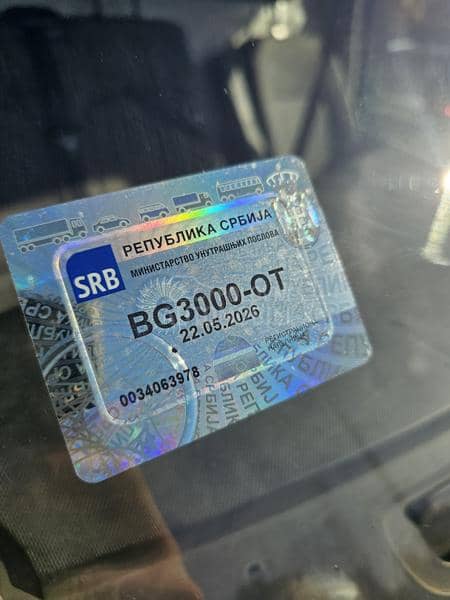 РЕПУБЛИКА СРБИЈА
SRB
МИНИСТАРСТВО УНУТРАШЊИХ ПОСЛОВА
BG3000-OT
22.05.2026
0034063978